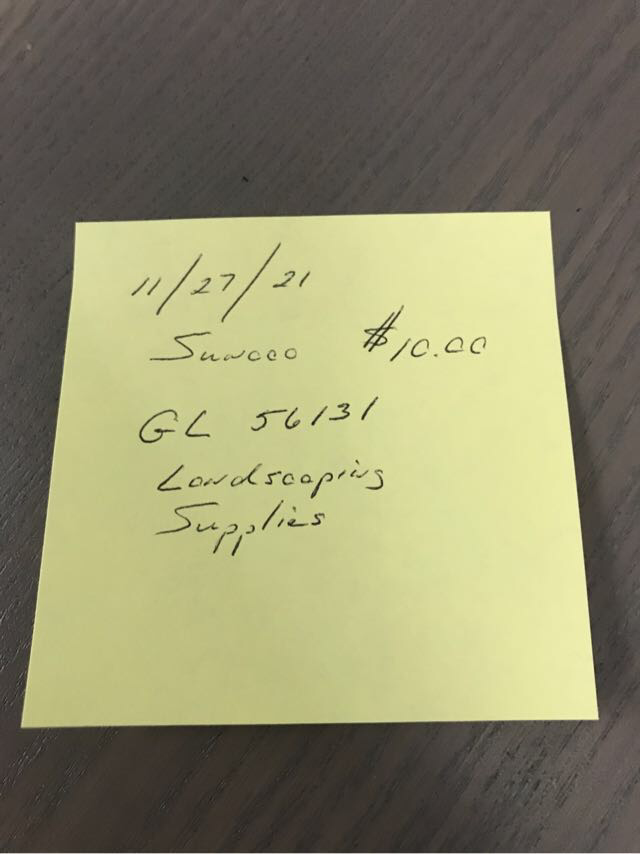 11/27/21
Sunoco $10.00
GL 56131
Landscaping
Supplies